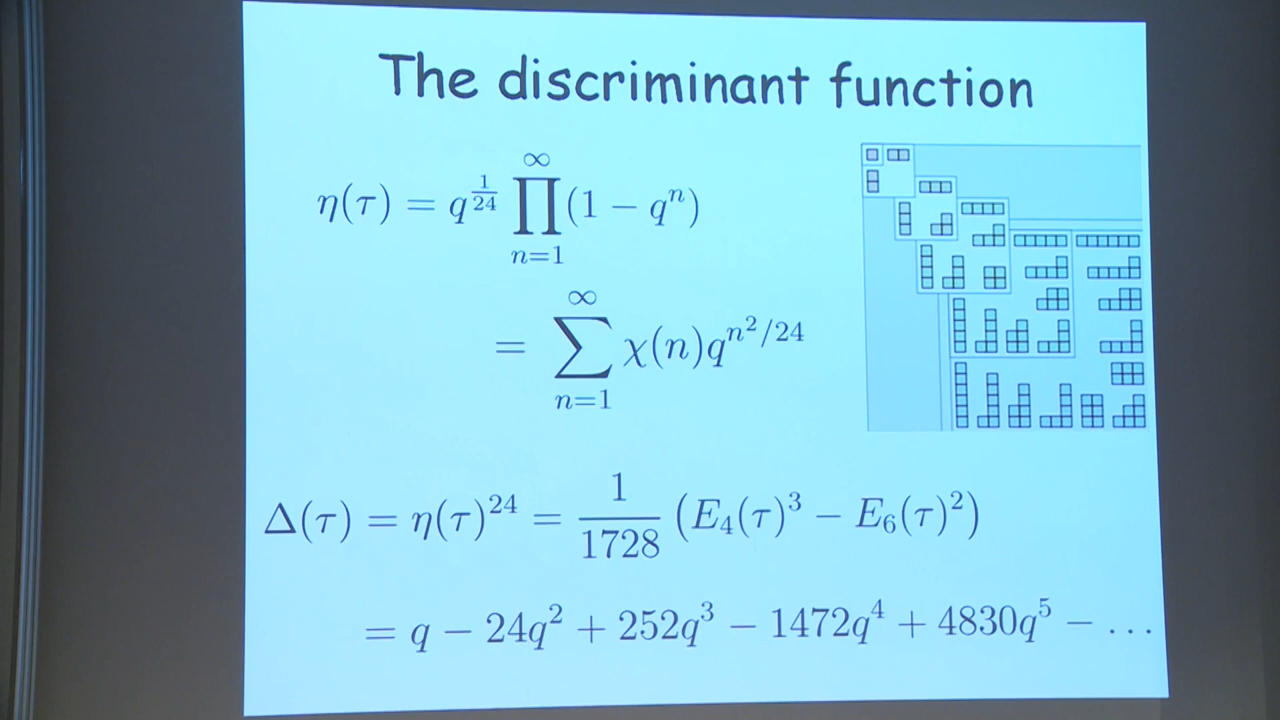 The discriminant function
η(τ) = q^{1/24} ∏_{n=1}^{∞} (1 − q^n)
= ∑_{n=1}^{∞} χ(n)q^{n²/24}
Δ(τ) = η(τ)^{24} = \frac{1}{1728} (E₄(τ)³ − E₆(τ)²)
= q − 24q² + 252q³ − 1472q⁴ + 4830q⁵ − …